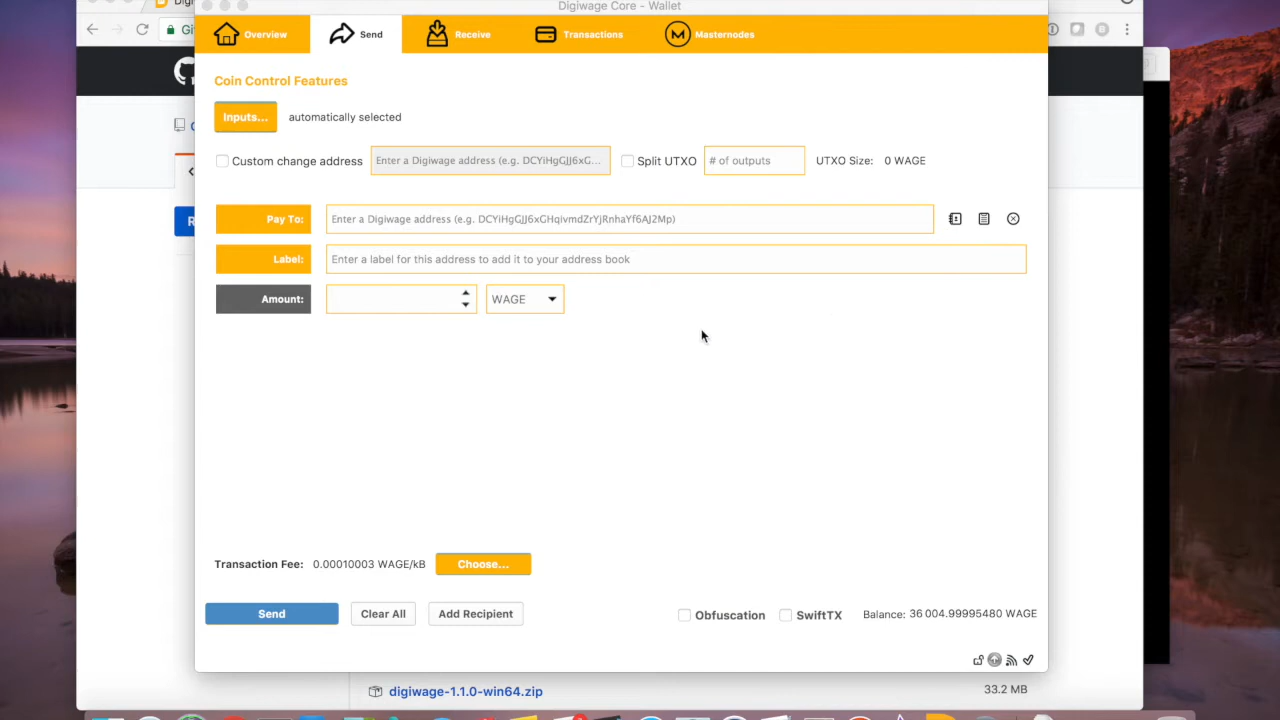 Digiwage Core - Wallet
Overview
Send
Receive
Transactions
Masternodes
Coin Control Features
Inputs...
automatically selected
Custom change address
Enter a Digiwage address (e.g. DCYiHgGJJ6xG...
Split UTXO
# of outputs
UTXO Size: 0 WAGE
Pay To:
Enter a Digiwage address (e.g. DCYiHgGJJ6xGHqivmdZrYjRnhaYf6AJ2Mp)
Label:
Enter a label for this address to add it to your address book
Amount:
WAGE
Transaction Fee: 0.00010003 WAGE/kB
Choose...
Send
Clear All
Add Recipient
Obfuscation
SwiftTX
Balance: 36 004.99995480 WAGE
digiwage-1.1.0-win64.zip
33.2 MB